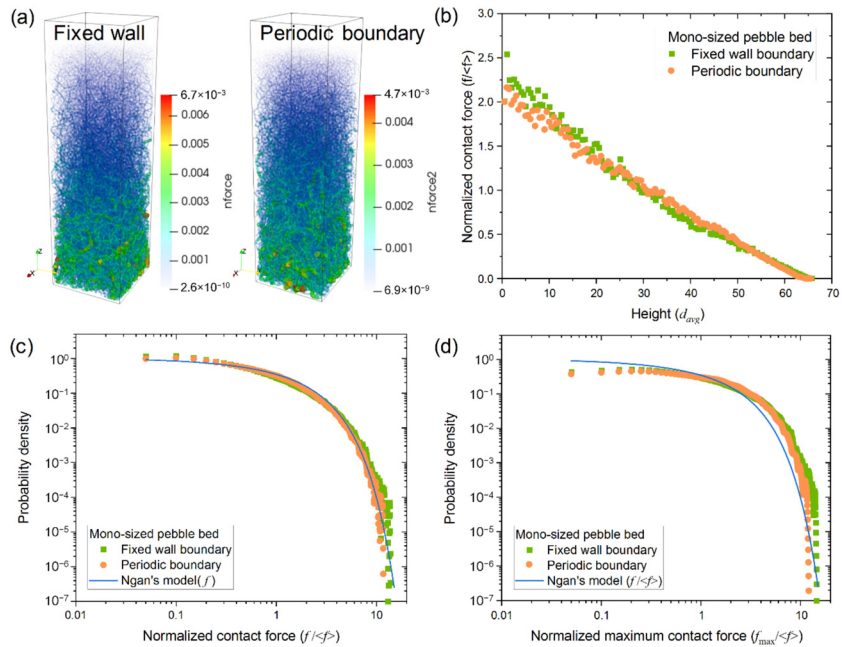 (a)
Fixed wall
Periodic boundary
6.7×10⁻³
0.006
0.005
0.004
0.003
0.002
0.001
2.6×10⁻¹⁰
nforce
4.7×10⁻³
0.004
0.003
0.002
0.001
6.9×10⁻⁹
nforce2
z
x
z
x
(b)
Mono-sized pebble bed
Fixed wall boundary
Periodic boundary
Normalized contact force (f/<f>)
3.0
2.5
2.0
1.5
1.0
0.5
0.0
0 10 20 30 40 50 60 70
Height (d_avg)
(c)
Probability density
10⁰
10⁻¹
10⁻²
10⁻³
10⁻⁴
10⁻⁵
10⁻⁶
10⁻⁷
Mono-sized pebble bed
Fixed wall boundary
Periodic boundary
Ngan's model(f)
0.01 0.1 1 10
Normalized contact force (f/<f>)
(d)
Probability density
10⁰
10⁻¹
10⁻²
10⁻³
10⁻⁴
10⁻⁵
10⁻⁶
10⁻⁷
Mono-sized pebble bed
Fixed wall boundary
Periodic boundary
Ngan's model (f/<f>)
0.01 0.1 1 10
Normalized maximum contact force (f_max/<f>)